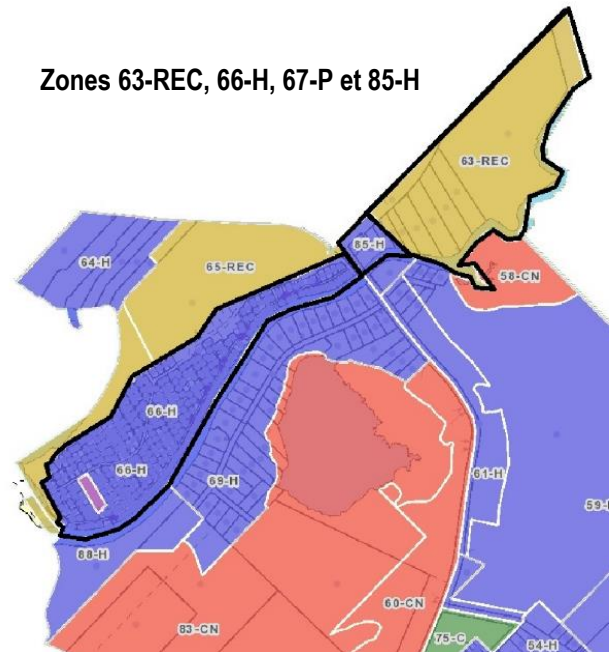 Zones 63-REC, 66-H, 67-P et 85-H
63-REC
85-H
64-H
65-REC
58-CN
66-H
66-H
69-H
61-H
59-H
88-H
60-CN
83-CN
75-C
54-H